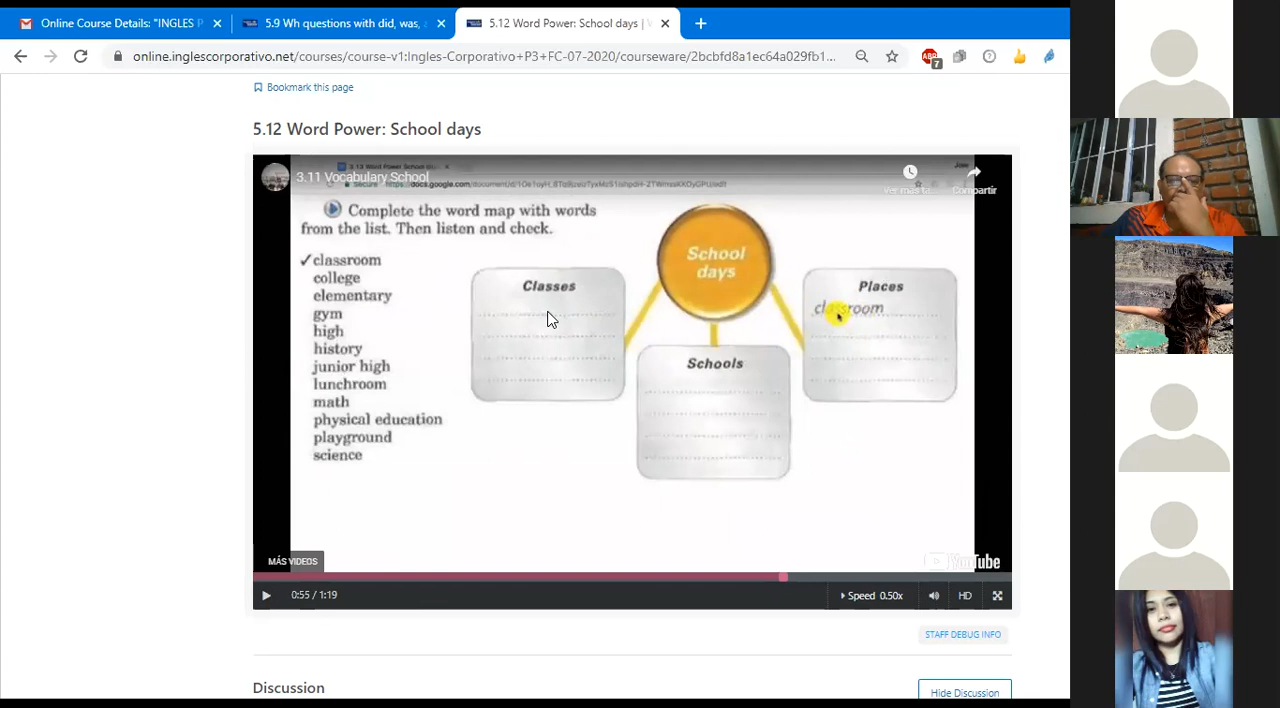 Online Course Details: "INGLES P
5.9 Wh questions with did, was, a
5.12 Word Power: School days | V
online.inglescorporativo.net/courses/course-v1:Ingles-Corporativo+P3+FC-07-2020/courseware/2bcbfd8a1ec64a029fb1...
ABP
7
Bookmark this page
5.12 Word Power: School days
3.11 Vocabulary School
Compartir
Complete the word map with words
from the list. Then listen and check.
✓classroom
college
elementary
gym
high
history
junior high
lunchroom
math
physical education
playground
science
School
days
Classes
Places
classroom
Schools
MÁS VIDEOS
YouTube
0:55 / 1:19
Speed 0.50x
HD
STAFF DEBUG INFO
Discussion
Hide Discussion